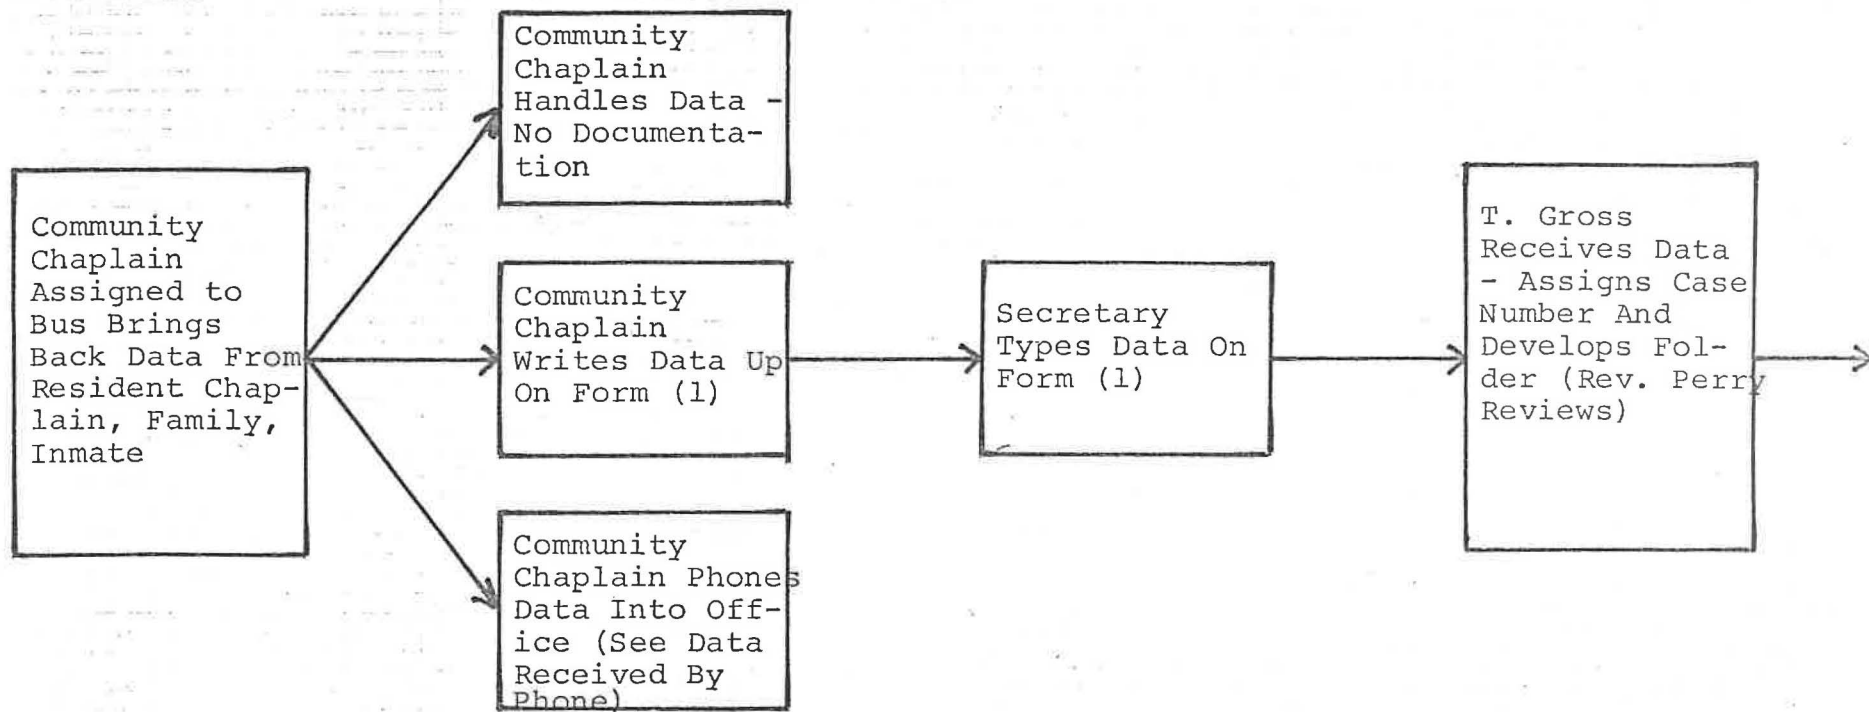 Community
Chaplain
Assigned to
Bus Brings
Back Data From
Resident Chap-
lain, Family,
Inmate
Community
Chaplain
Handles Data -
No Documenta-
tion
Community
Chaplain
Writes Data Up
On Form (1)
Community
Chaplain Phones
Data Into Off-
ice (See Data
Received By
Phone)
Secretary
Types Data On
Form (1)
T. Gross
Receives Data
- Assigns Case
Number And
Develops Fol-
der (Rev. Perry
Reviews)